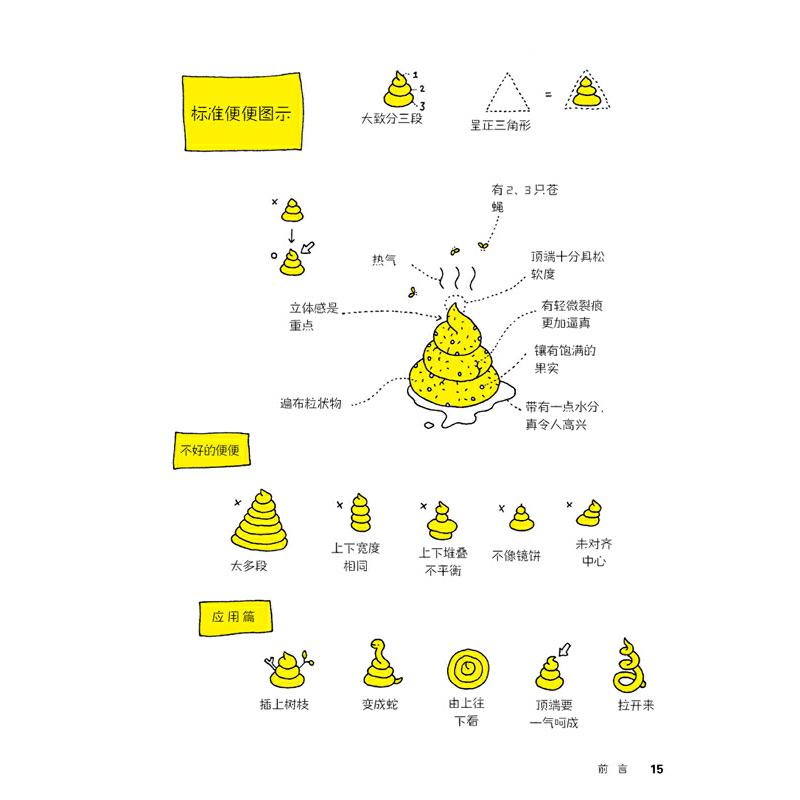 标准便便图示
1
2
3
大致分三段
呈正三角形
=
有2、3只苍
蝇
热气
顶端十分具松
软度
立体感是
重点
有轻微裂痕
更加逼真
镶有饱满的
果实
遍布粒状物
带有一点水分，
真令人高兴
不好的便便
太多段
上下宽度
相同
上下堆叠
不平衡
不像镜饼
未对齐
中心
应用篇
插上树枝
变成蛇
由上往
下看
顶端要
一气呵成
拉开来
前言 15